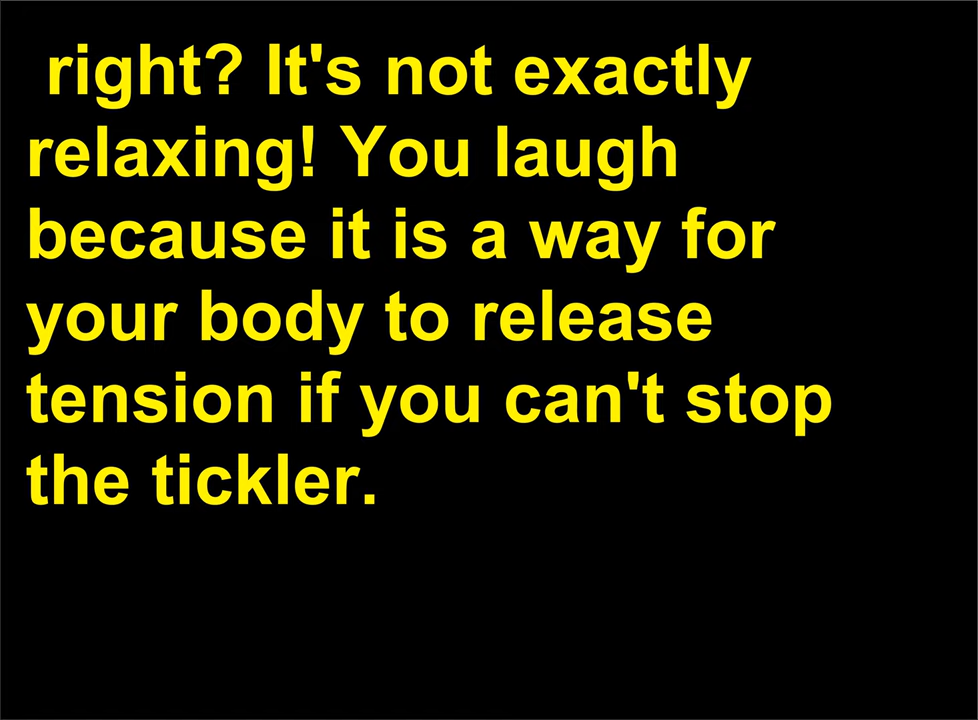 right? It's not exactly
relaxing! You laugh
because it is a way for
your body to release
tension if you can't stop
the tickler.